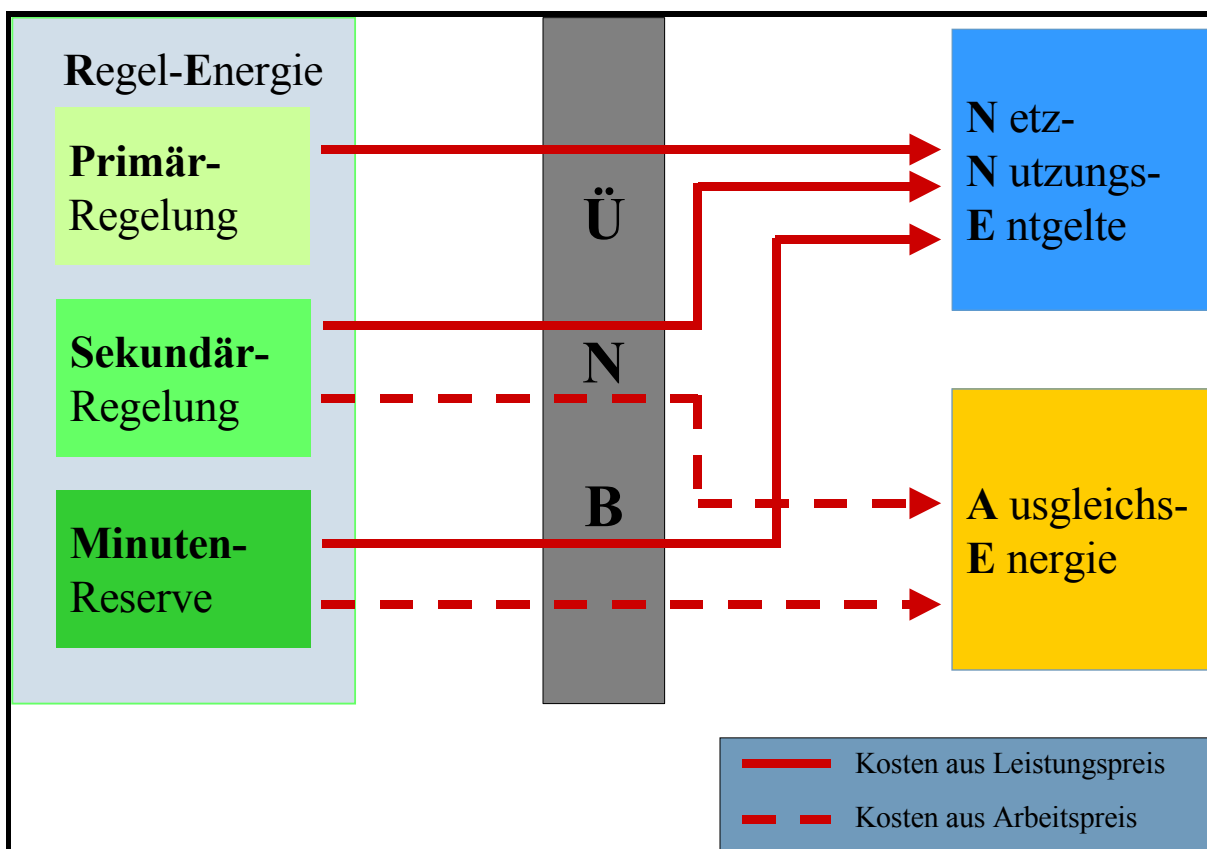 Regel-Energie
Primär-
Regelung
Sekundär-
Regelung
Minuten-
Reserve
Ü
N
B
N etz-
N utzungs-
E ntgelte
A usgleichs-
E nergie
Kosten aus Leistungspreis
Kosten aus Arbeitspreis